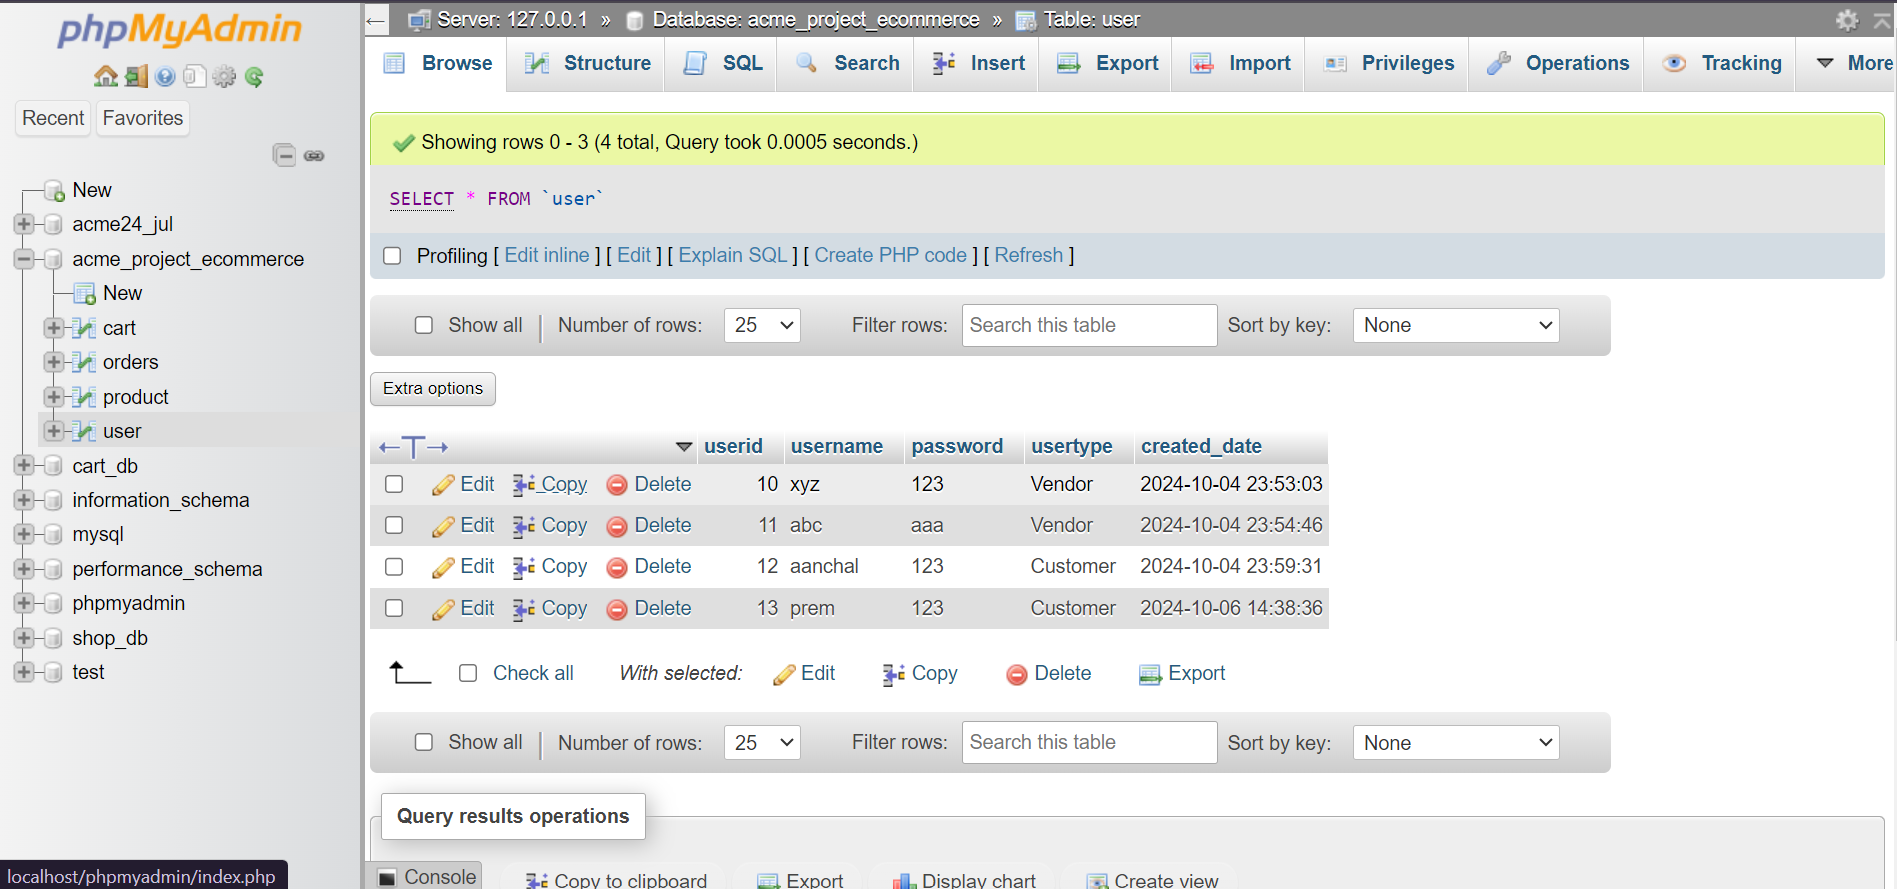 phpMyAdmin
Recent Favorites
New
acme24_jul
acme_project_ecommerce
New
cart
orders
product
user
cart_db
information_schema
mysql
performance_schema
phpmyadmin
shop_db
test
localhost/phpmyadmin/index.php
Server: 127.0.0.1 » Database: acme_project_ecommerce » Table: user
Browse Structure SQL Search Insert Export Import Privileges Operations Tracking More
Showing rows 0 - 3 (4 total, Query took 0.0005 seconds.)
SELECT * FROM `user`
Profiling [ Edit inline ] [ Edit ] [ Explain SQL ] [ Create PHP code ] [ Refresh ]
Show all Number of rows: 25 Filter rows: Search this table Sort by key: None
Extra options
←T→ userid username password usertype created_date
Edit Copy Delete 10 xyz 123 Vendor 2024-10-04 23:53:03
Edit Copy Delete 11 abc aaa Vendor 2024-10-04 23:54:46
Edit Copy Delete 12 aanchal 123 Customer 2024-10-04 23:59:31
Edit Copy Delete 13 prem 123 Customer 2024-10-06 14:38:36
Check all With selected: Edit Copy Delete Export
Show all Number of rows: 25 Filter rows: Search this table Sort by key: None
Query results operations
Console Copy to clipboard Export Display chart Create view